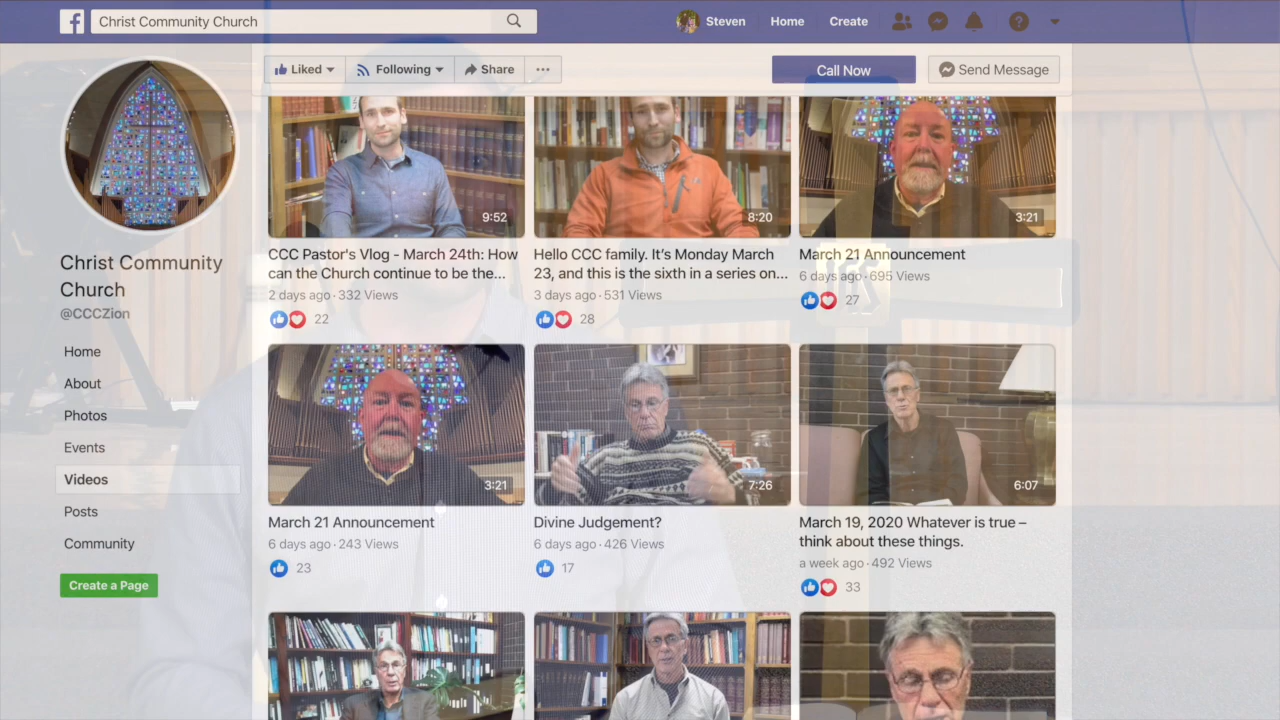 Christ Community Church
Steven
Home
Create
Liked
Following
Share
Call Now
Send Message
Christ Community
Church
@CCCZion
Home
About
Photos
Events
Videos
Posts
Community
Create a Page
9:52
8:20
3:21
CCC Pastor's Vlog - March 24th: How
can the Church continue to be the...
2 days ago · 332 Views
22
Hello CCC family. It's Monday March
23, and this is the sixth in a series on...
3 days ago · 531 Views
28
March 21 Announcement
6 days ago · 695 Views
27
3:21
7:26
6:07
March 21 Announcement
6 days ago · 243 Views
23
Divine Judgement?
6 days ago · 426 Views
17
March 19, 2020 Whatever is true –
think about these things.
a week ago · 492 Views
33